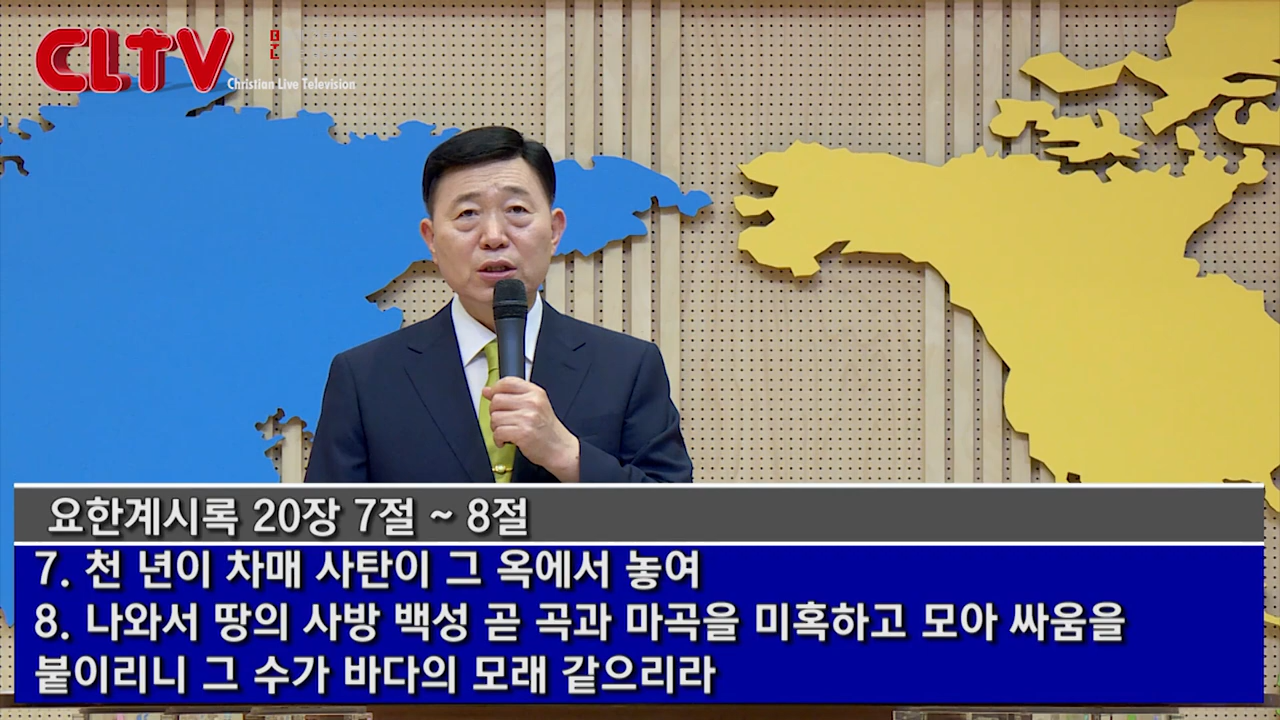 CLTV
Christian Live Television
요한계시록 20장 7절 ~ 8절
7. 천 년이 차매 사탄이 그 옥에서 놓여
8. 나와서 땅의 사방 백성 곧 곡과 마곡을 미혹하고 모아 싸움을
붙이리니 그 수가 바다의 모래 같으리라